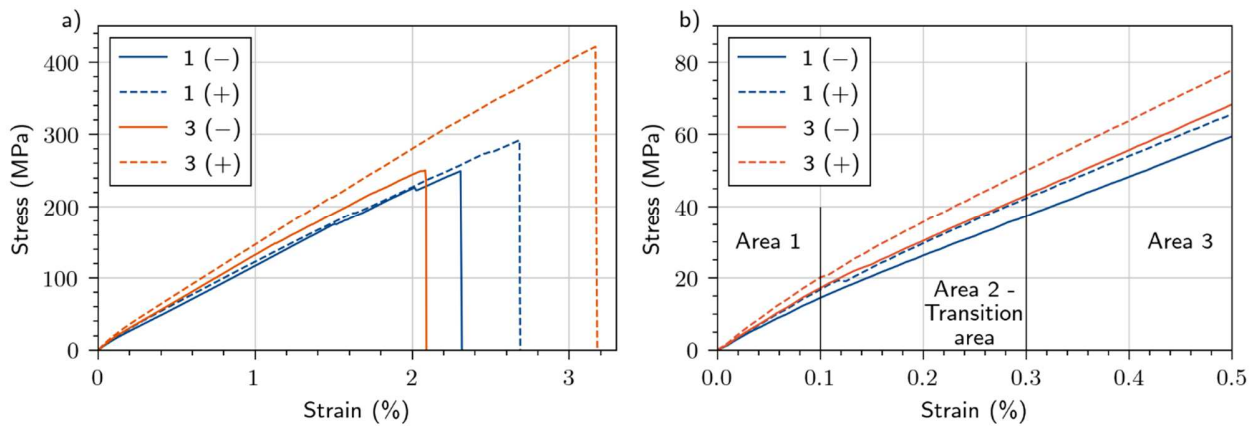 a)
1 (−)
1 (+)
3 (−)
3 (+)
400
300
200
100
0
Stress (MPa)
0 1 2 3
Strain (%)
b)
1 (−)
1 (+)
3 (−)
3 (+)
80
60
40
20
0
Stress (MPa)
Area 1
Area 2 -
Transition
area
Area 3
0.0 0.1 0.2 0.3 0.4 0.5
Strain (%)